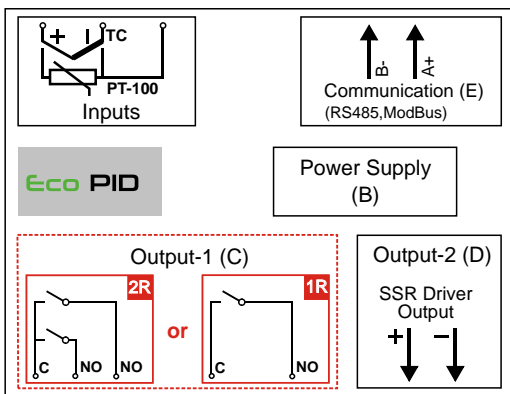 + − TC
PT-100
Inputs
B-
A+
Communication (E)
(RS485,ModBus)
Eco PID
Power Supply
(B)
Output-1 (C)
2R
C NO NO
or
1R
C NO
Output-2 (D)
SSR Driver
Output
+ −